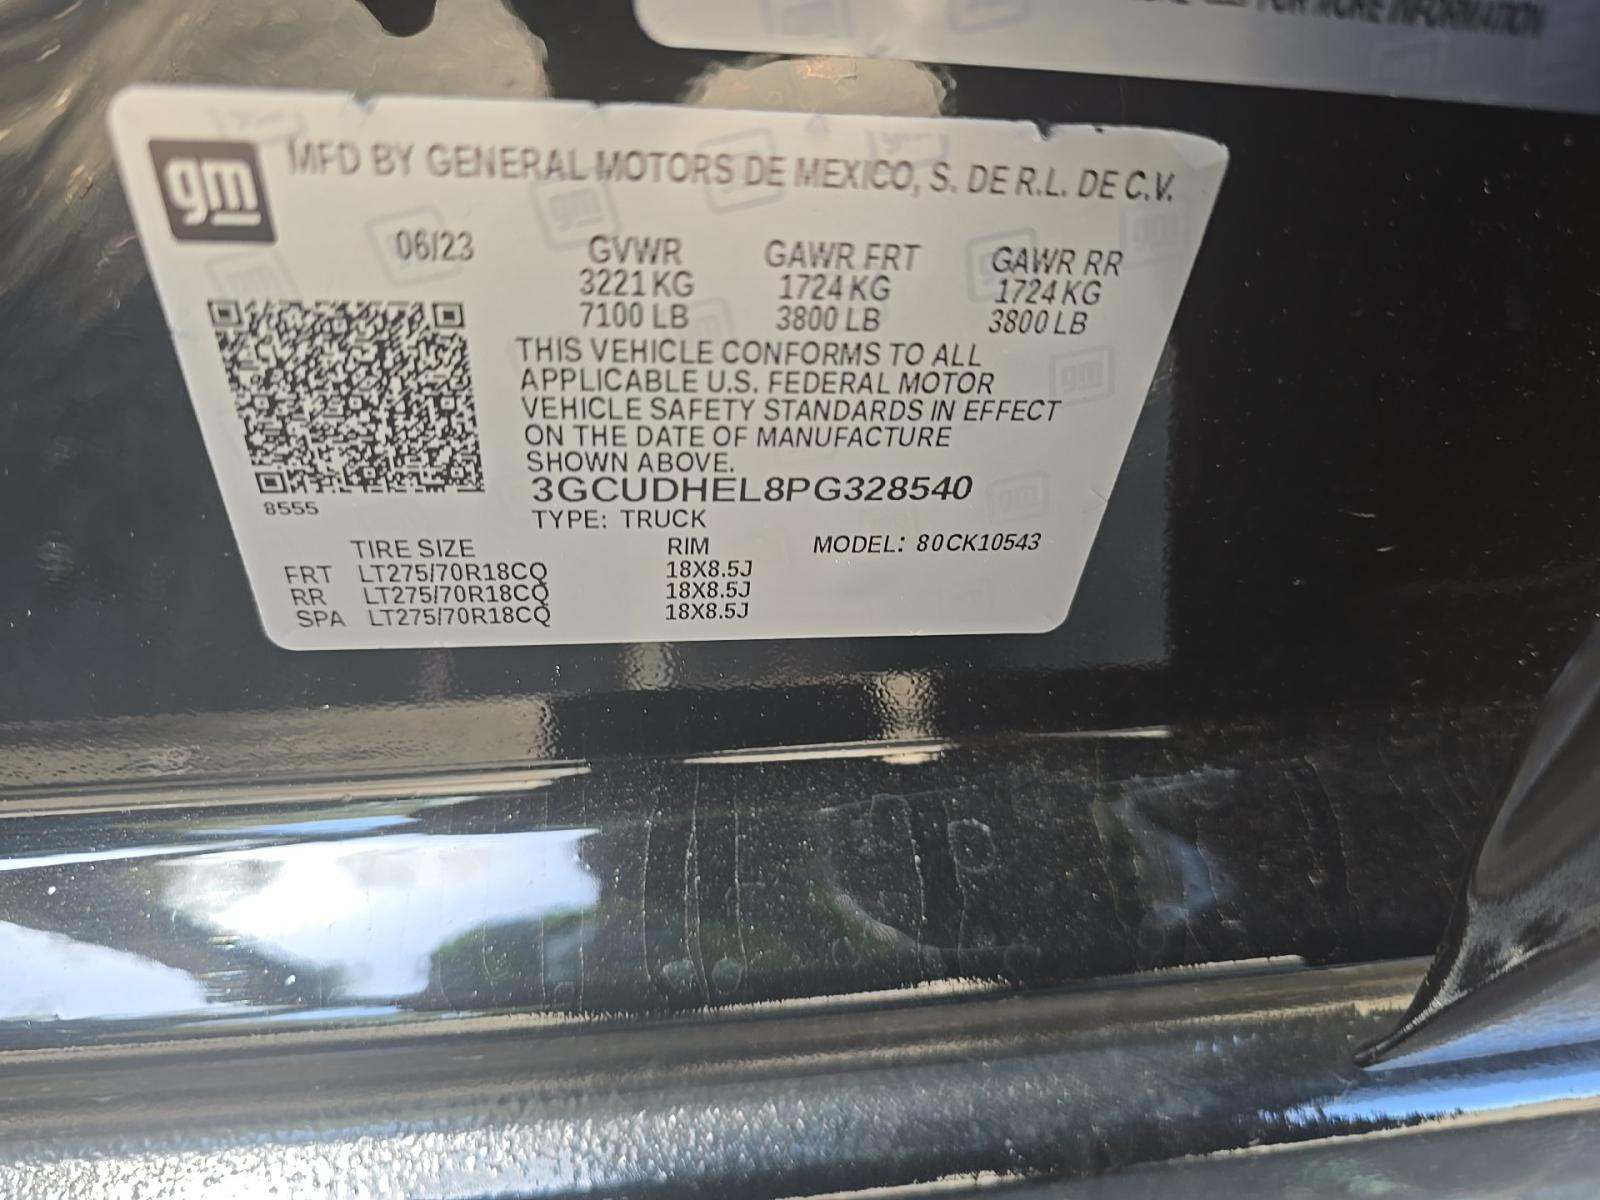 FOR MORE INFORMATION
gm
MFD BY GENERAL MOTORS DE MEXICO, S. DE R.L. DE C.V.
06/23 GVWR GAWR FRT GAWR RR
3221 KG 1724 KG 1724 KG
7100 LB 3800 LB 3800 LB
THIS VEHICLE CONFORMS TO ALL
APPLICABLE U.S. FEDERAL MOTOR
VEHICLE SAFETY STANDARDS IN EFFECT
ON THE DATE OF MANUFACTURE
SHOWN ABOVE.
3GCUDHEL8PG328540
8555
TYPE: TRUCK
TIRE SIZE RIM MODEL: 80CK10543
FRT LT275/70R18CQ 18X8.5J
RR LT275/70R18CQ 18X8.5J
SPA LT275/70R18CQ 18X8.5J